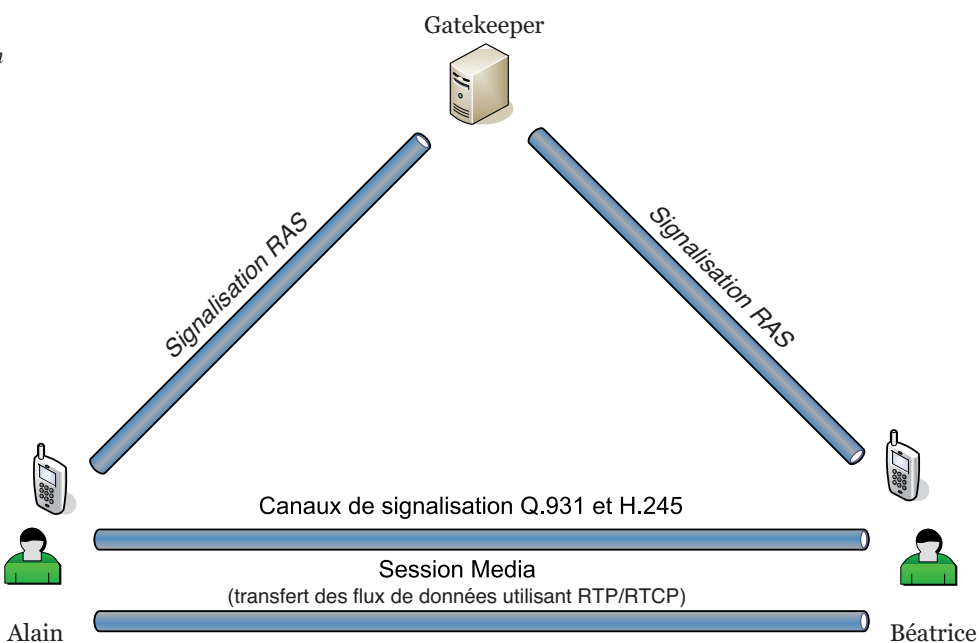 Gatekeeper
Signalisation RAS
Signalisation RAS
Canaux de signalisation Q.931 et H.245
Session Media
(transfert des flux de données utilisant RTP/RTCP)
Alain
Béatrice